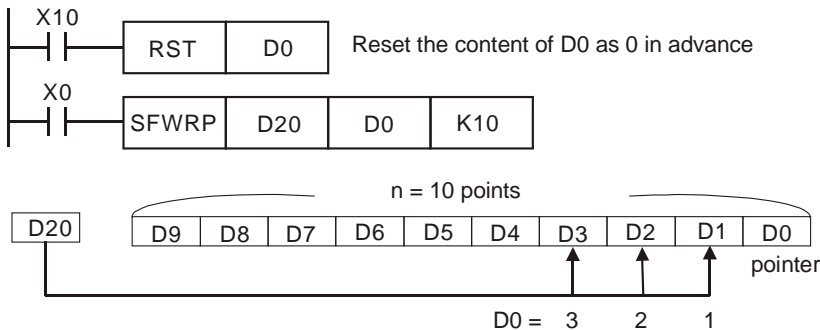 X10
RST D0 Reset the content of D0 as 0 in advance
X0
SFWRP D20 D0 K10
n = 10 points
D20 D9 D8 D7 D6 D5 D4 D3 D2 D1 D0
pointer
D0 = 3 2 1